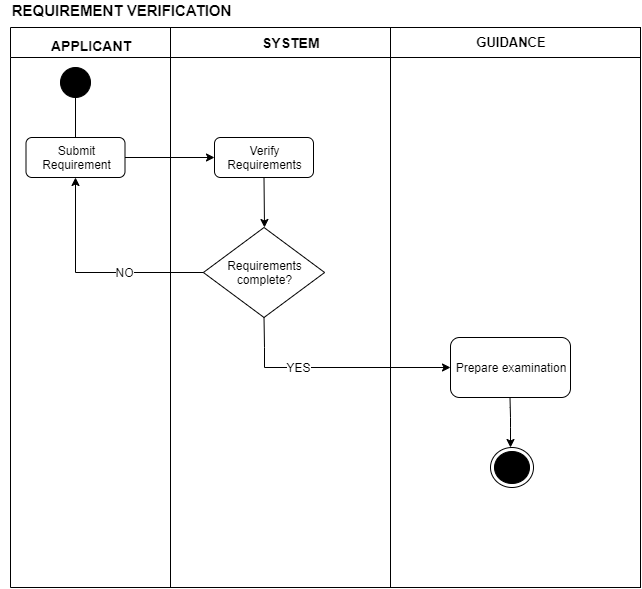 REQUIREMENT VERIFICATION
APPLICANT
SYSTEM
GUIDANCE
Submit
Requirement
Verify
Requirements
Requirements
complete?
NO
YES
Prepare examination